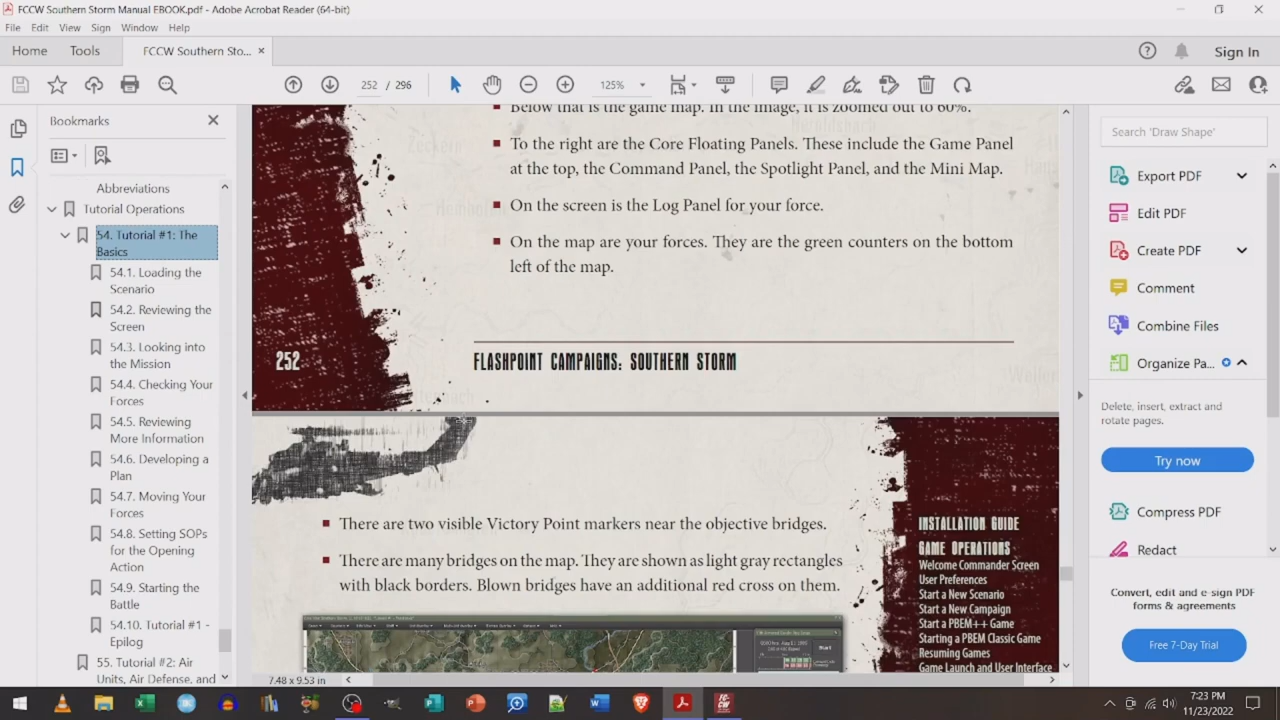 FCCW Southern Storm Manual EBOOK.pdf - Adobe Acrobat Reader (64-bit)
File Edit View Sign Window Help
Home Tools FCCW Southern Sto... × Sign In
252 / 296 125%
Bookmarks
Abbreviations
Tutorial Operations
54. Tutorial #1: The
Basics
54.1. Loading the
Scenario
54.2. Reviewing the
Screen
54.3. Looking into
the Mission
54.4. Checking Your
Forces
54.5. Reviewing
More Information
54.6. Developing a
Plan
54.7. Moving Your
Forces
54.8. Setting SOPs
for the Opening
Action
54.9. Starting the
Battle
54.10. Tutorial #1 -
Epilog
55. Tutorial #2: Air
Below that is the game map. In the image, it is zoomed out to 60%.
To the right are the Core Floating Panels. These include the Game Panel
at the top, the Command Panel, the Spotlight Panel, and the Mini Map.
On the screen is the Log Panel for your force.
On the map are your forces. They are the green counters on the bottom
left of the map.
252 FLASHPOINT CAMPAIGNS: SOUTHERN STORM
There are two visible Victory Point markers near the objective bridges.
There are many bridges on the map. They are shown as light gray rectangles
with black borders. Blown bridges have an additional red cross on them.
INSTALLATION GUIDE
GAME OPERATIONS
Welcome Commander Screen
User Preferences
Start a New Scenario
Start a New Campaign
Start a PBEM++ Game
Starting a PBEM Classic Game
Resuming Games
Game Launch and User Interface
7.48 x 9.53 in
Search 'Draw Shape'
Export PDF
Edit PDF
Create PDF
Comment
Combine Files
Organize Pa...
Delete, insert, extract and
rotate pages.
Try now
Compress PDF
Redact
Convert, edit and e-sign PDF
forms & agreements
Free 7-Day Trial
7:23 PM
11/23/2022